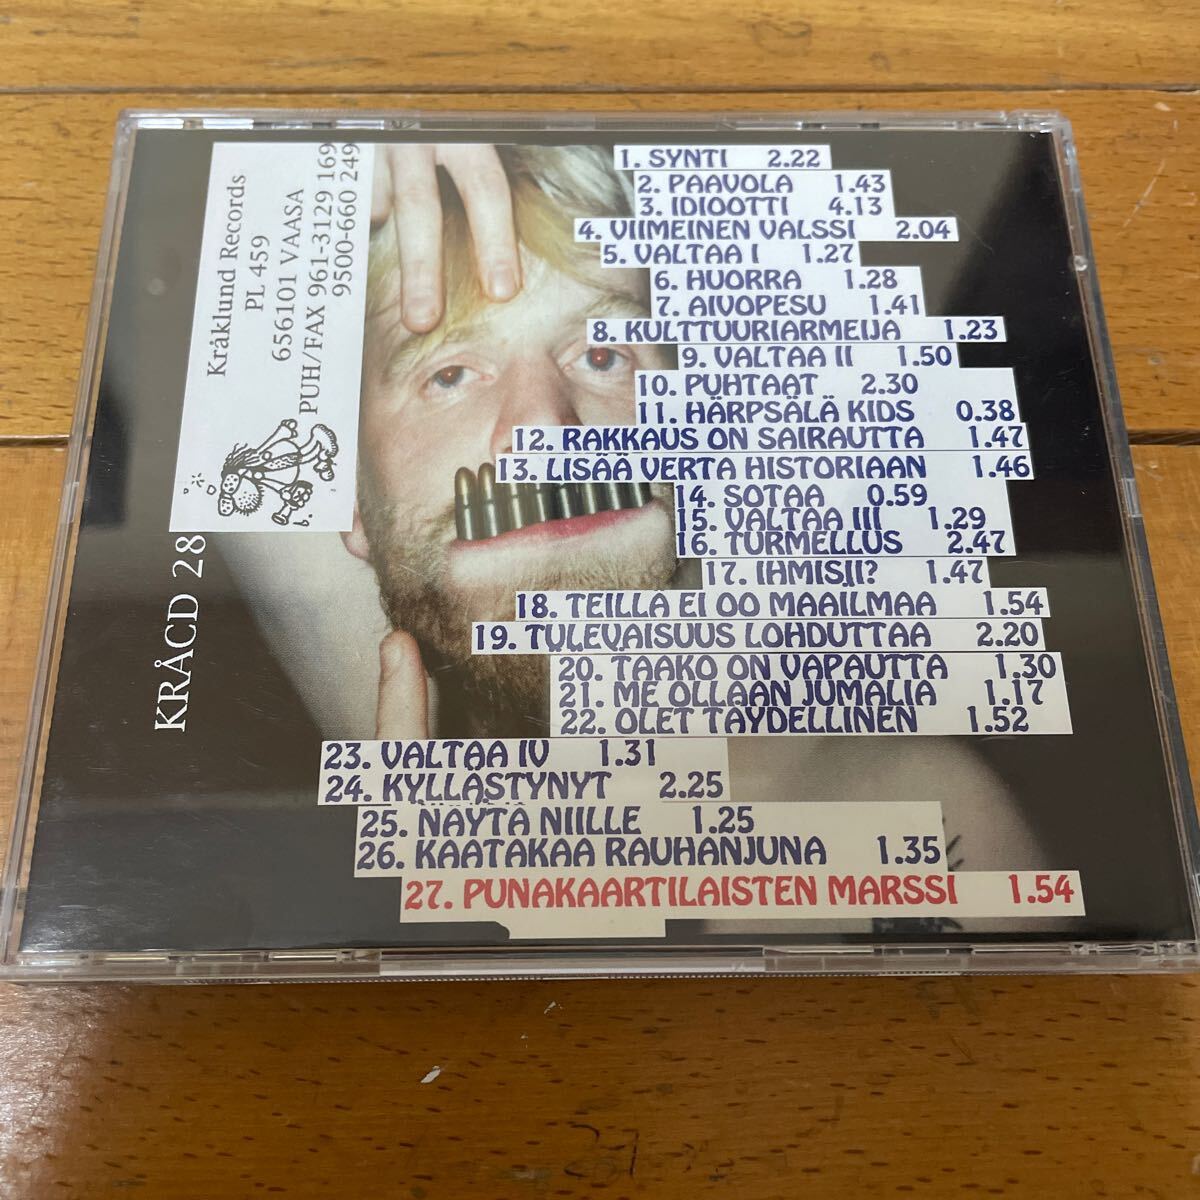 Kråklund Records
PL 459
656101 VAASA
PUH/FAX 961-3129 169
9500-660 249
b.
KRÅCD 28
1. SYNTI 2.22
2. PAAVOLA 1.43
3. IDIOOTTI 4.13
4. VIIMEINEN VALSSI 2.04
5. VALTAA I 1.27
6. HUORRA 1.28
7. AIVOPESU 1.41
8. KULTTUURIARMEIJA 1.23
9. VALTAA II 1.50
10. PUHTAAT 2.30
11. HÄRPSÄLÄ KIDS 0.38
12. RAKKAUS ON SAIRAUTTA 1.47
13. LISÄÄ VERTA HISTORIAAN 1.46
14. SOTAA 0.59
15. VALTAA III 1.29
16. TURMELLUS 2.47
17. IHMISII? 1.47
18. TEILLÄ EI OO MAAILMAA 1.54
19. TULEVAISUUS LOHDUTTAA 2.20
20. TAAKO ON VAPAUTTA 1.30
21. ME OLLAAN JUMALIA 1.17
22. OLET TÄYDELLINEN 1.52
23. VALTAA IV 1.31
24. KYLLÄSTYNYT 2.25
25. NÄYTÄ NIILLE 1.25
26. KAATAKAA RAUHANJUNA 1.35
27. PUNAKAARTILAISTEN MARSSI 1.54